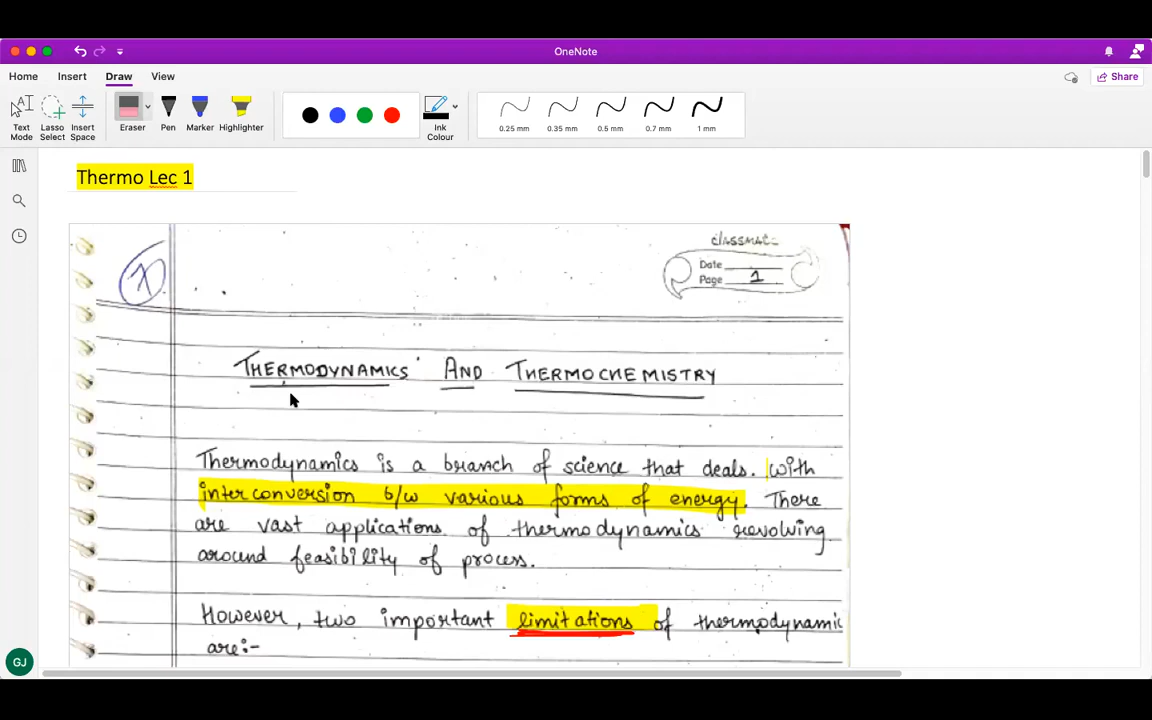 OneNote
Home Insert Draw View
Share
Text Mode
Lasso Select
Insert Space
Eraser
Pen
Marker
Highlighter
Ink Colour
0.25 mm
0.35 mm
0.5 mm
0.7 mm
1 mm
Thermo Lec 1
Date
Page 1
THERMODYNAMICS AND THERMOCHEMISTRY
Thermodynamics is a branch of science that deals. with
interconversion b/w various forms of energy. There
are vast applications of thermodynamics revolving
around feasibility of process.
However, two important limitations of thermodynamic
are:-
GJ